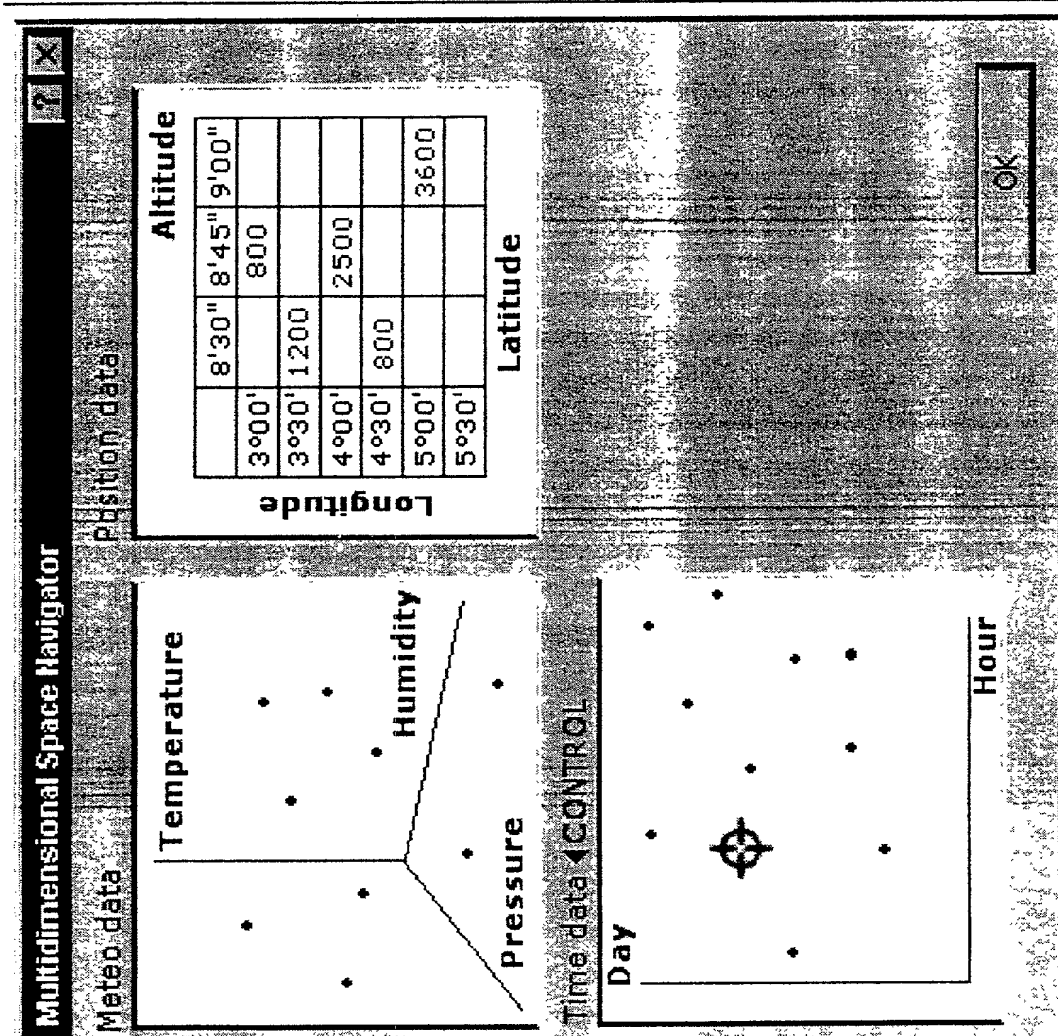 Multidimensional Space Navigator ? X
Meteo data
Temperature
Humidity
Pressure
Position data
Altitude
8'30" 8'45" 9'00"
3°00' 800
3°30' 1200
4°00' 2500
4°30' 800
5°00' 3600
5°30'
Longitude
Latitude
Time data ◀CONTROL
Day
Hour
OK